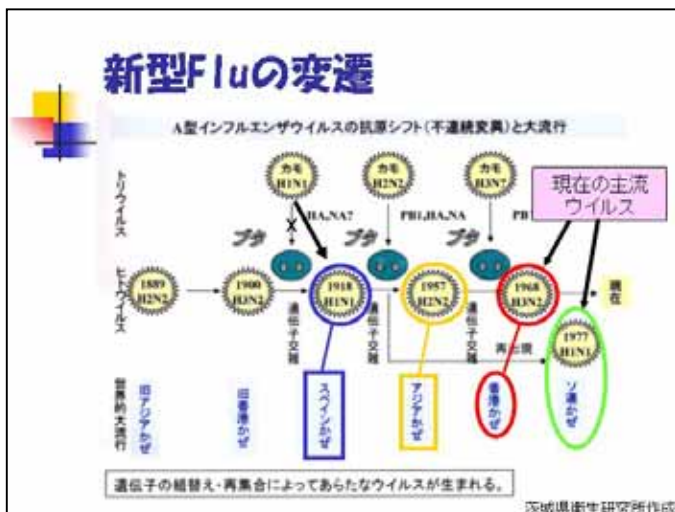 新型Fluの変遷
A型インフルエンザウイルスの抗原シフト(不連続変異)と大流行
トリウイルス
カモ
H1N1
カモ
H2N2
カモ
H3N?
現在の主流
ウイルス
HA,NA?
PB1,HA,NA
PB
X
ブタ
ブタ
ブタ
ヒトウイルス
1889
H2N2
1900
H3N2
1918
H1N1
1957
H2N2
1968
H3N2
現在
遺伝子交雑
遺伝子交雑
遺伝子交雑
再出現
1977
H1N1
世界的大流行
旧アジアかぜ
旧香港かぜ
スペインかぜ
アジアかぜ
香港かぜ
ソ連かぜ
遺伝子の組替え・再集合によってあらたなウイルスが生まれる。
茨城県衛生研究所作成